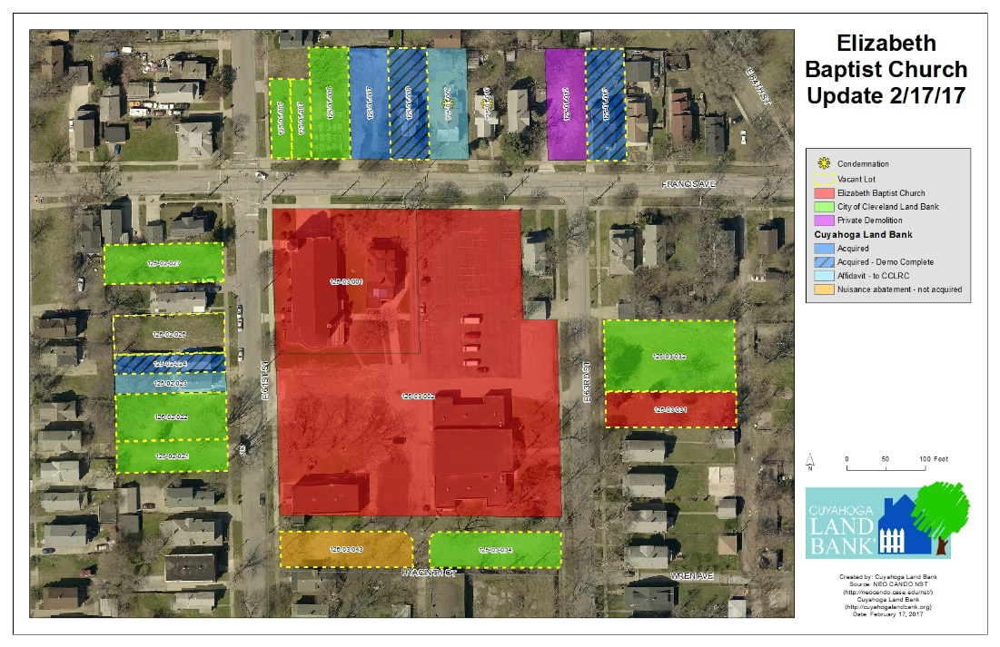 Elizabeth
Baptist Church
Update 2/17/17
Condemnation
Vacant Lot
Elizabeth Baptist Church
City of Cleveland Land Bank
Private Demolition
Cuyahoga Land Bank
Acquired
Acquired - Demo Complete
Affidavit - to CCLRC
Nuisance abatement - not acquired
E 64TH ST
FRANCIS AVE
125-02-027
125-03-001
125-02-025
125-02-024
125-02-023
125-03-032
E 61ST ST
E 63RD ST
125-03-002
125-03-031
125-02-022
125-02-021
125-03-043
125-03-034
HYACINTH CT
WREN AVE
N
0 50 100 Feet
CUYAHOGA
LAND
BANK
Created by: Cuyahoga Land Bank
Source: NEO CANDO NST
(http://neocando.case.edu/nst/)
Cuyahoga Land Bank
(http://cuyahogalandbank.org)
Date: February 17, 2017